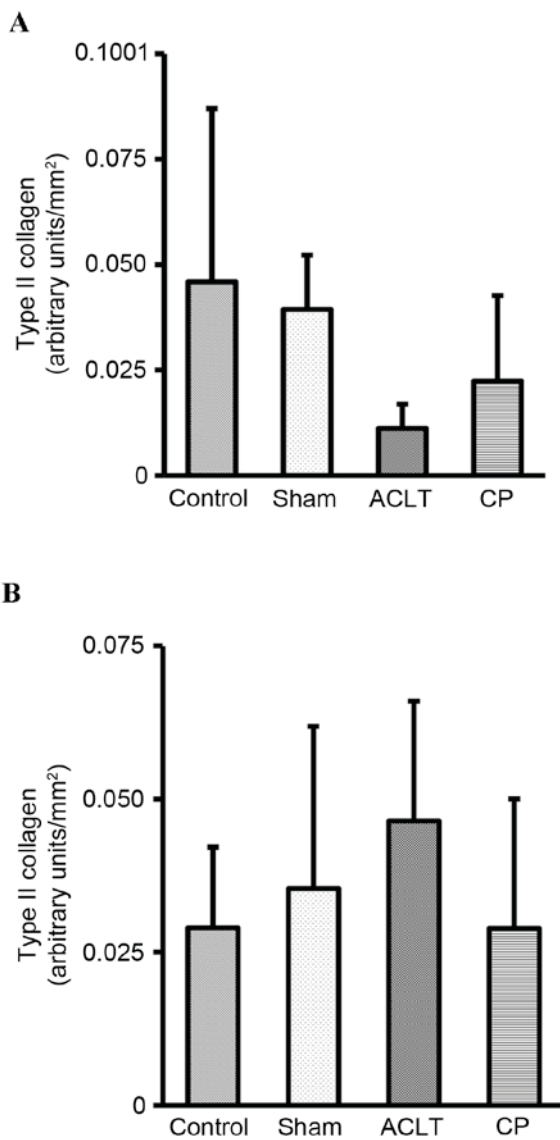 A
0.1001
0.075
0.050
0.025
0
Type II collagen
(arbitrary units/mm²)
Control Sham ACLT CP
B
0.075
0.050
0.025
0
Type II collagen
(arbitrary units/mm²)
Control Sham ACLT CP